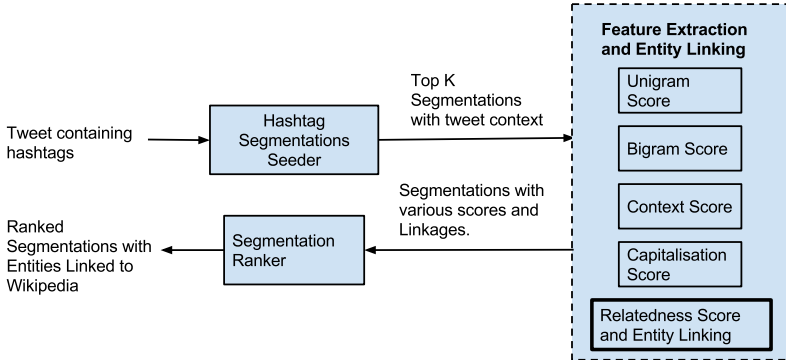 Tweet containing
hashtags
Hashtag
Segmentations
Seeder
Top K
Segmentations
with tweet context
Feature Extraction
and Entity Linking
Unigram
Score
Bigram Score
Context Score
Capitalisation
Score
Relatedness Score
and Entity Linking
Segmentations with
various scores and
Linkages.
Segmentation
Ranker
Ranked
Segmentations with
Entities Linked to
Wikipedia